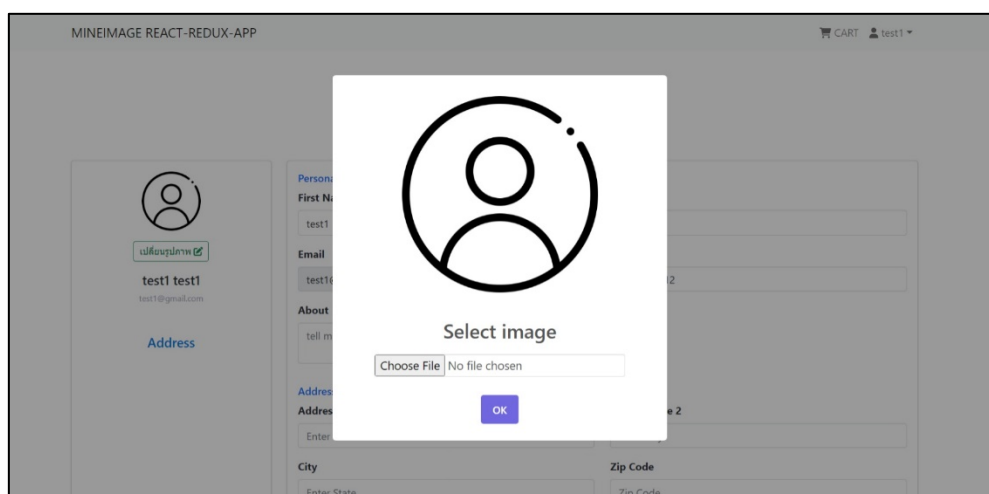 MINEIMAGE REACT-REDUX-APP
CART test1
เปลี่ยนรูปภาพ
test1 test1
test1@gmail.com
Address
First
test1
Email
About
tell
Select image
Choose File No file chosen
OK
Enter
2
City
Zip Code
Enter State
Zip Code